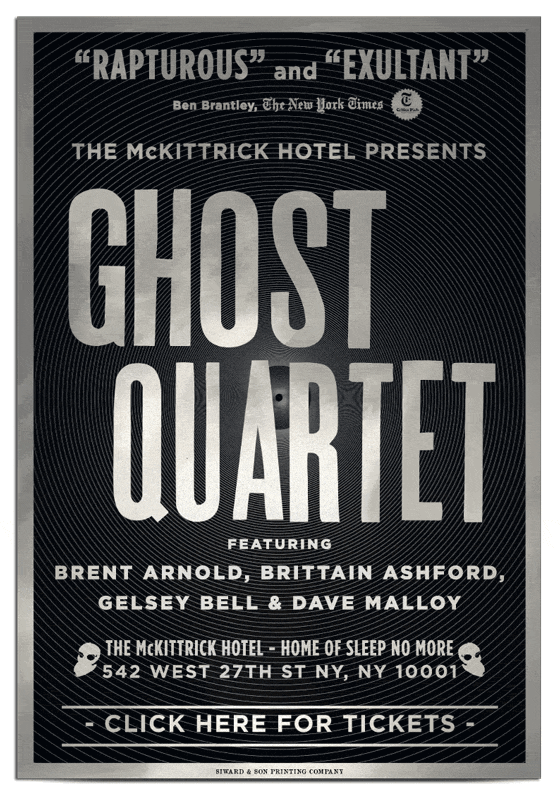 “RAPTUROUS” and “EXULTANT”
Ben Brantley, The New York Times
THE McKITTRICK HOTEL PRESENTS
GHOST
QUARTET
FEATURING
BRENT ARNOLD, BRITTAIN ASHFORD,
GELSEY BELL & DAVE MALLOY
THE McKITTRICK HOTEL - HOME OF SLEEP NO MORE
542 WEST 27TH ST NY, NY 10001
- CLICK HERE FOR TICKETS -
SIWARD & SON PRINTING COMPANY